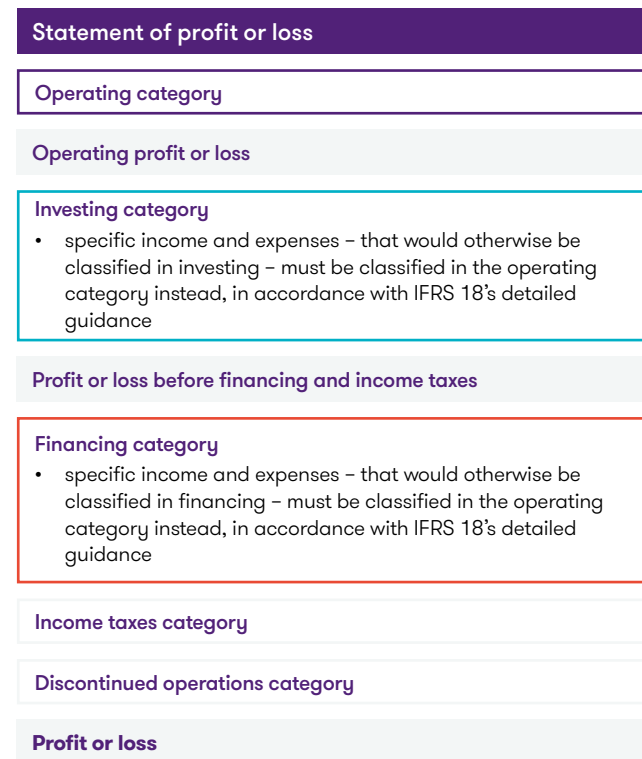 Statement of profit or loss
Operating category
Operating profit or loss
Investing category
• specific income and expenses – that would otherwise be
classified in investing – must be classified in the operating
category instead, in accordance with IFRS 18’s detailed
guidance
Profit or loss before financing and income taxes
Financing category
• specific income and expenses – that would otherwise be
classified in financing – must be classified in the operating
category instead, in accordance with IFRS 18’s detailed
guidance
Income taxes category
Discontinued operations category
Profit or loss